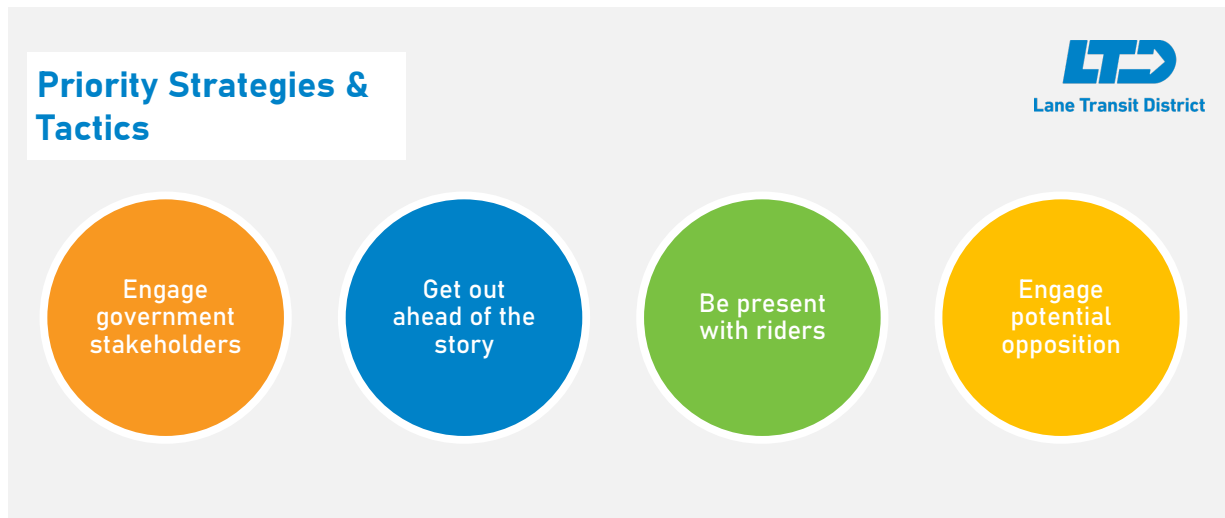 Priority Strategies &
Tactics
LTD
Lane Transit District
Engage
government
stakeholders
Get out
ahead of the
story
Be present
with riders
Engage
potential
opposition